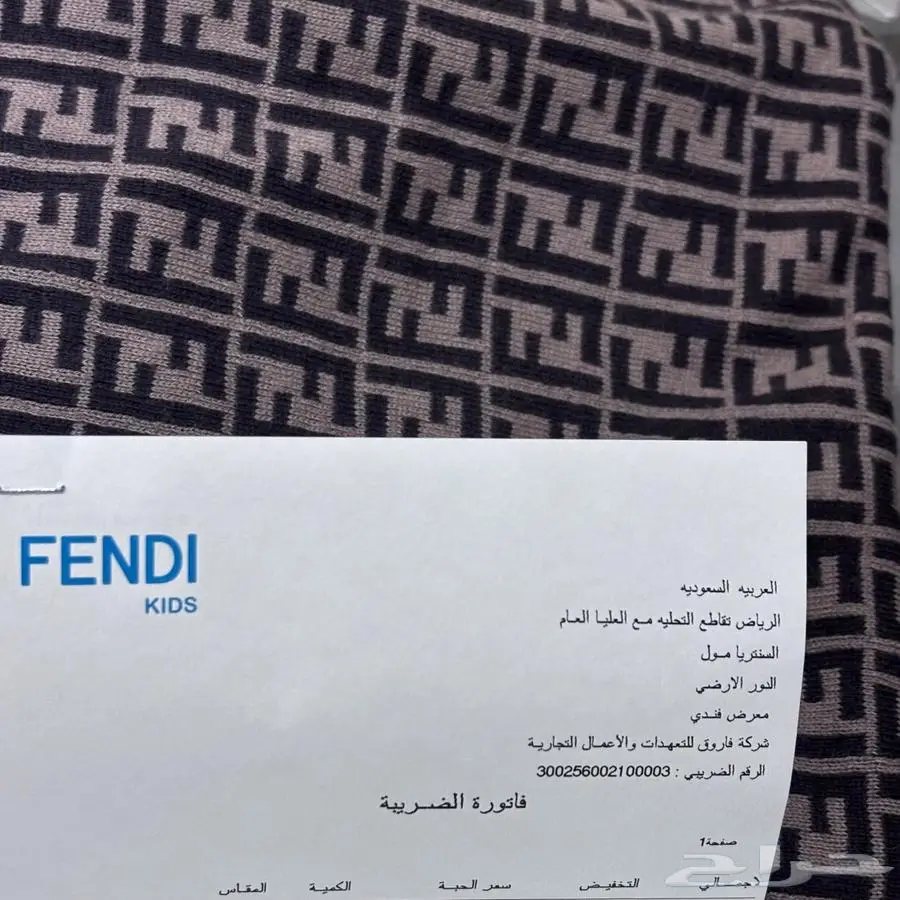 FENDI
KIDS
العربيه السعوديه
الرياض تقاطع التحليه مع العليا العام
السنتريا مول
الدور الارضي
معرض فندي
شركة فاروق للتعهدات والأعمال التجارية
الرقم الضريبي : 300256002100003
فاتورة الضريبة
صفحة1
لاجمالي التخفيض سعر الحبة الكمية المقاس
حراج